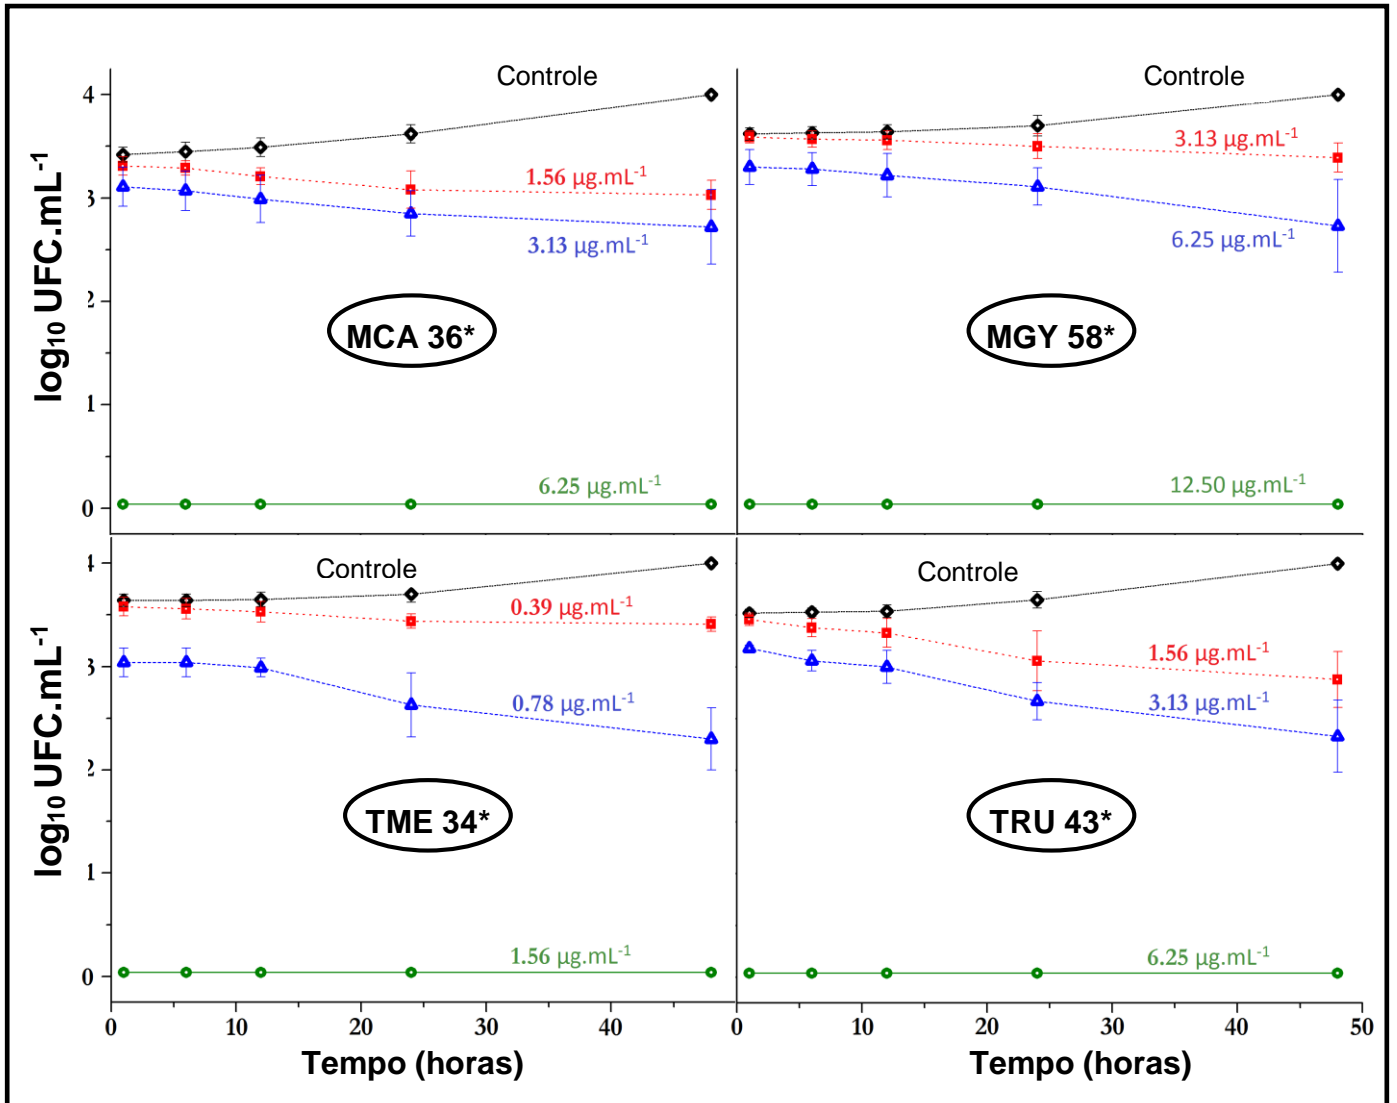 Controle
Controle
4
3.13 µg.mL-1
log10 UFC.mL-1
3
1.56 µg.mL-1
3.13 µg.mL-1
6.25 µg.mL-1
2
MCA 36*
MGY 58*
1
6.25 µg.mL-1
12.50 µg.mL-1
0
Controle
Controle
0.39 µg.mL-1
log10 UFC.mL-1
3
1.56 µg.mL-1
0.78 µg.mL-1
3.13 µg.mL-1
2
TME 34*
TRU 43*
1
1.56 µg.mL-1
6.25 µg.mL-1
0
0 10 20 30 40 0 10 20 30 40 50
Tempo (horas)
Tempo (horas)